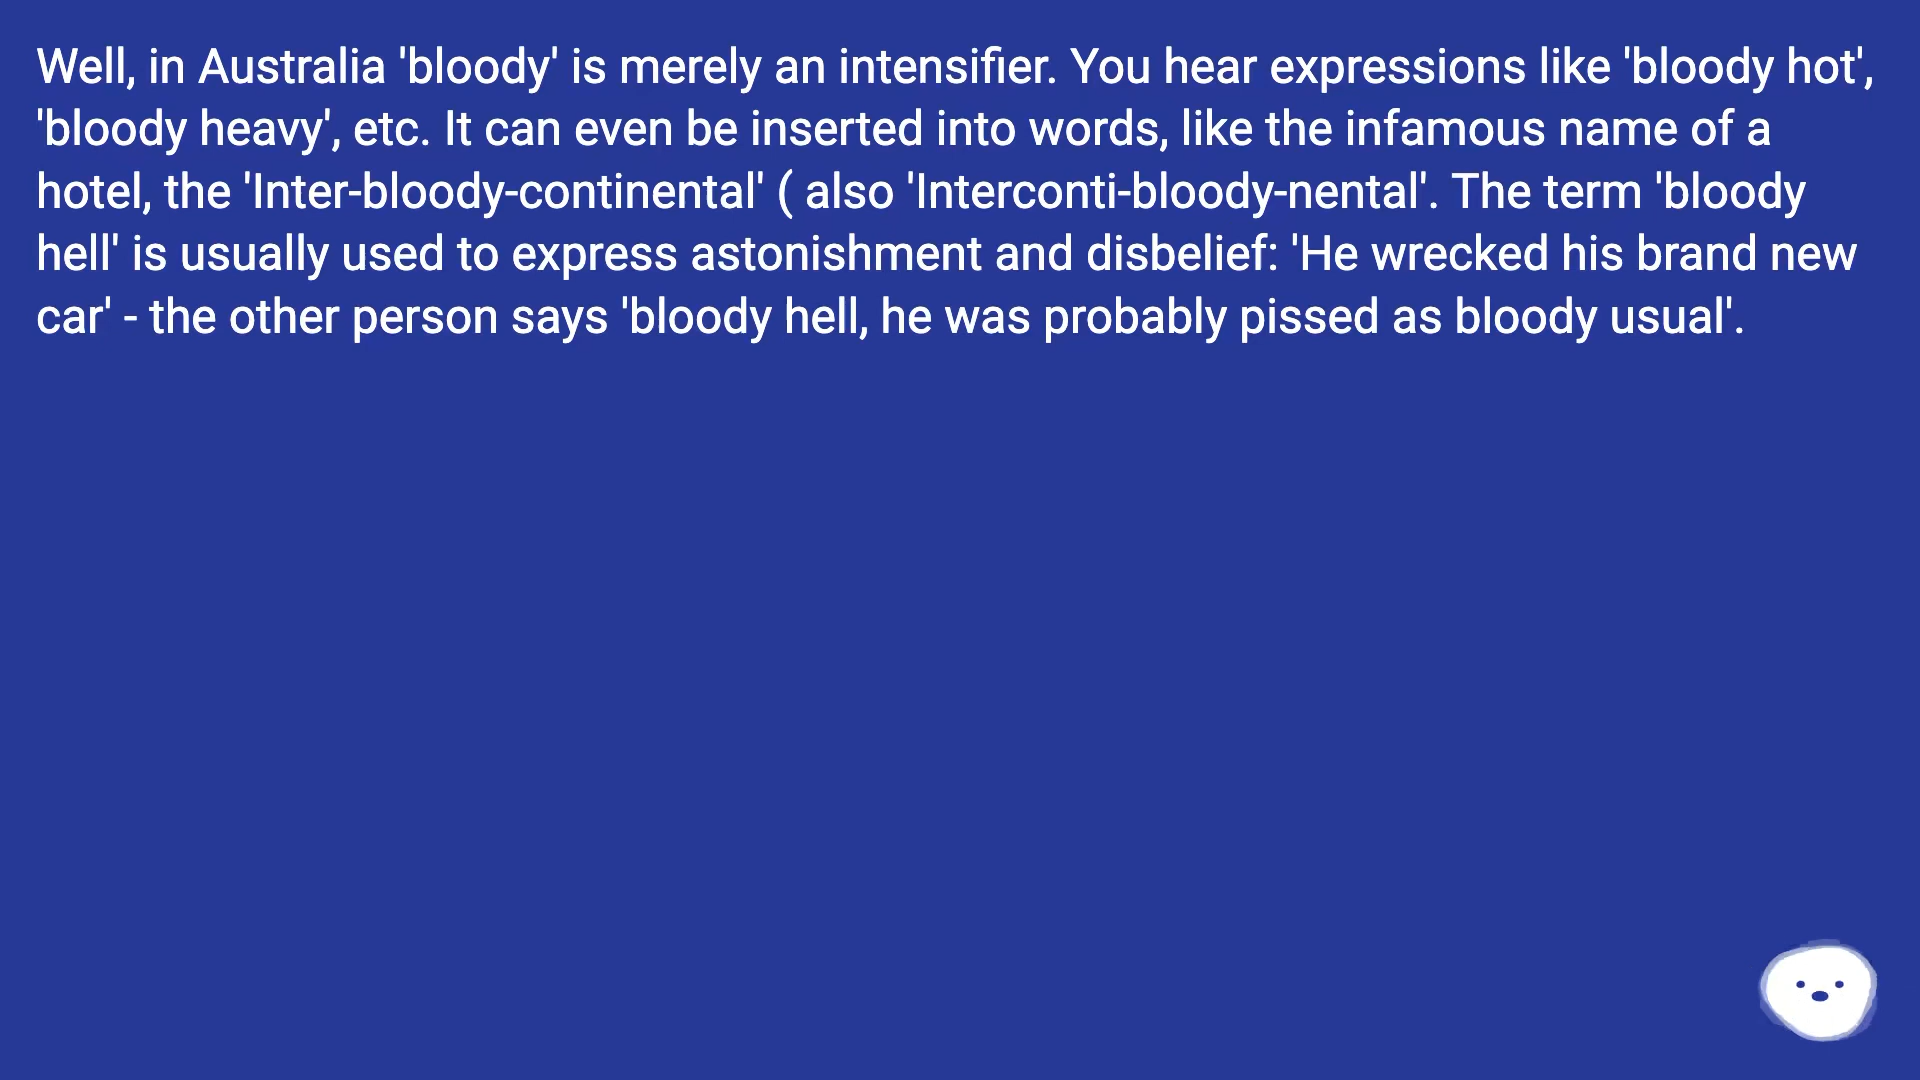 Well, in Australia 'bloody' is merely an intensifier. You hear expressions like 'bloody hot',
'bloody heavy', etc. It can even be inserted into words, like the infamous name of a
hotel, the 'Inter-bloody-continental' ( also 'Interconti-bloody-nental'. The term 'bloody
hell' is usually used to express astonishment and disbelief: 'He wrecked his brand new
car' - the other person says 'bloody hell, he was probably pissed as bloody usual'.